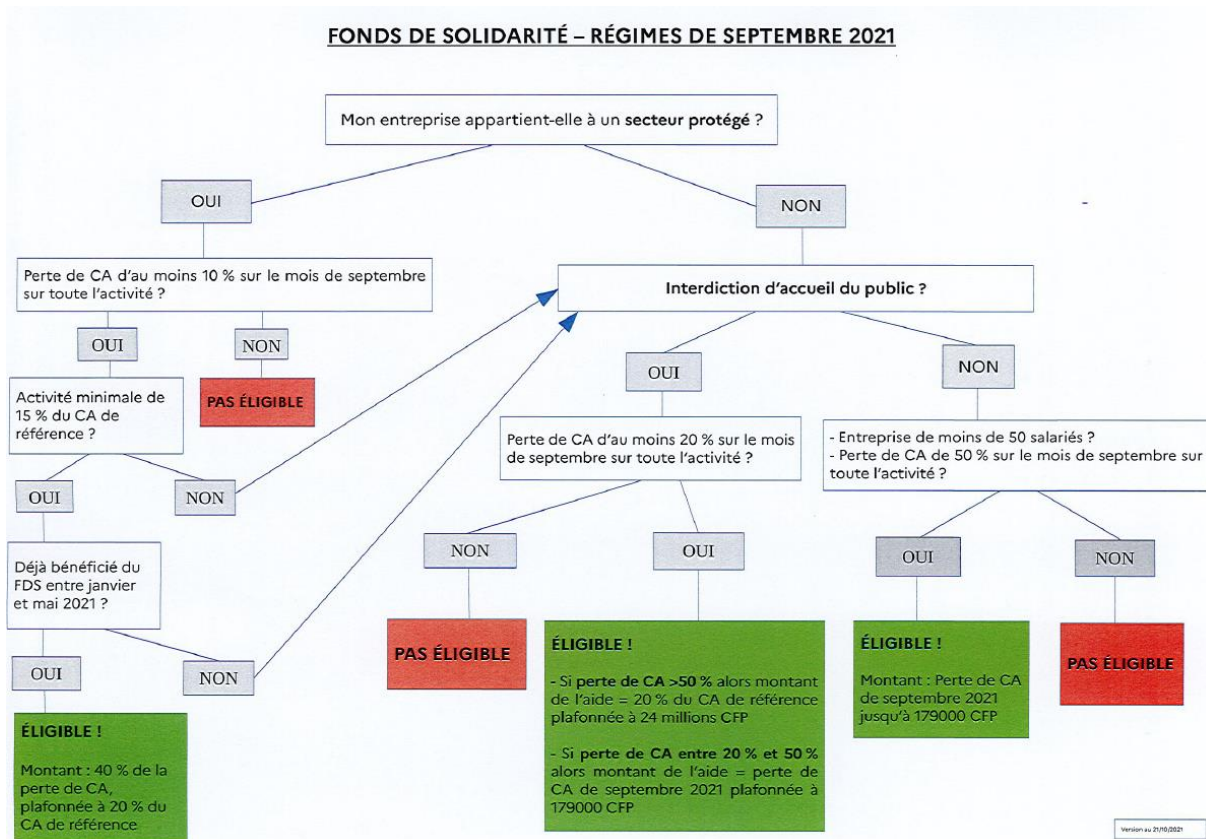 FONDS DE SOLIDARITÉ – RÉGIMES DE SEPTEMBRE 2021
Mon entreprise appartient-elle à un secteur protégé ?
OUI
NON
-
Perte de CA d'au moins 10 % sur le mois de septembre
sur toute l'activité ?
Interdiction d'accueil du public ?
OUI
NON
PAS ÉLIGIBLE
Activité minimale de
15 % du CA de
référence ?
OUI
NON
Déjà bénéficié du
FDS entre janvier
et mai 2021 ?
OUI
NON
ÉLIGIBLE !
Montant : 40 % de la
perte de CA,
plafonnée à 20 % du
CA de référence
OUI
NON
Perte de CA d'au moins 20 % sur le mois
de septembre sur toute l'activité ?
NON
OUI
PAS ÉLIGIBLE
ÉLIGIBLE !
- Si perte de CA >50 % alors montant
de l'aide = 20 % du CA de référence
plafonnée à 24 millions CFP
- Si perte de CA entre 20 % et 50 %
alors montant de l'aide = perte de
CA de septembre 2021 plafonnée à
179000 CFP
- Entreprise de moins de 50 salariés ?
- Perte de CA de 50 % sur le mois de septembre sur
toute l'activité ?
OUI
NON
ÉLIGIBLE !
Montant : Perte de CA
de septembre 2021
jusqu'à 179000 CFP
PAS ÉLIGIBLE
Version au 21/10/2021